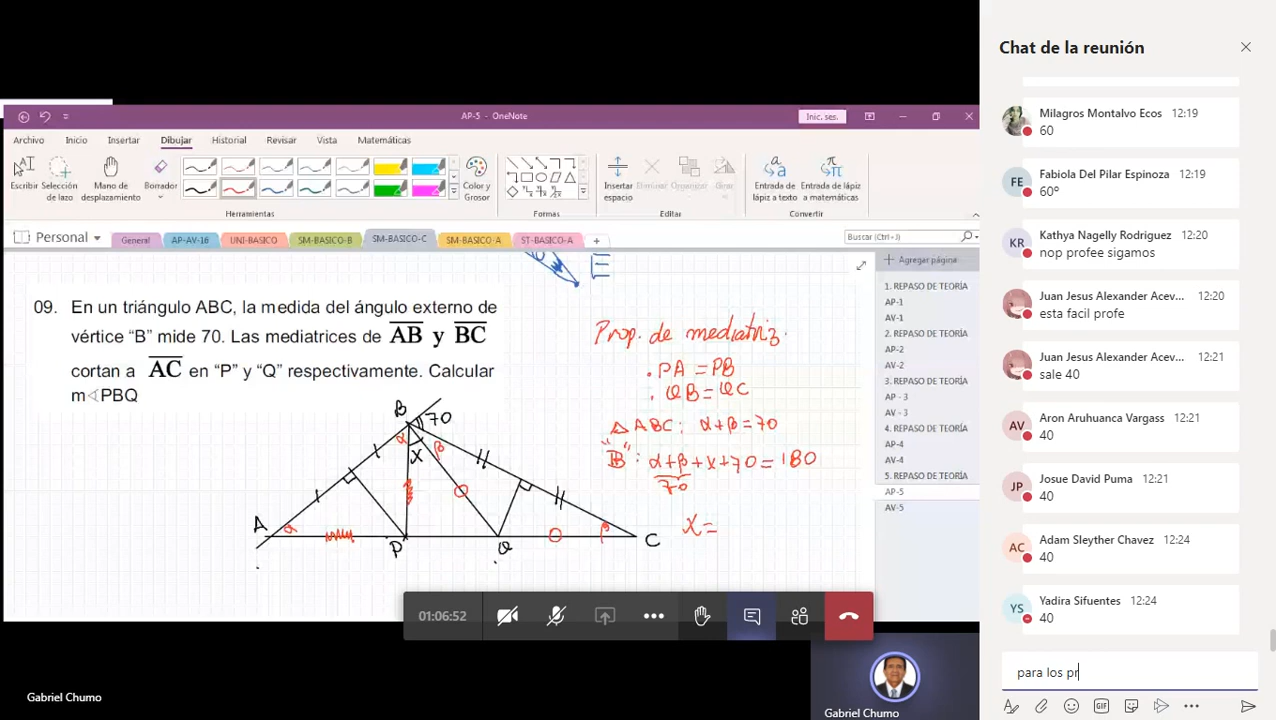 AP-5 - OneNote
Inic. ses.
Archivo Inicio Insertar Dibujar Historial Revisar Vista Matemáticas
Escribir Selección de lazo Mano de desplazamiento Borrador
Color y Grosor
Insertar espacio Eliminar Organizar Girar
Entrada de lápiz a texto Entrada de lápiz a matemáticas
Herramientas Formas Editar Convertir
Personal General AP-AV-16 UNI-BASICO SM-BASICO-B SM-BASICO-C SM-BASICO-A ST-BASICO-A +
Buscar (Ctrl+J)
Agregar página
1. REPASO DE TEORÍA
AP-1
AV-1
2. REPASO DE TEORÍA
AP-2
AV-2
3. REPASO DE TEORÍA
AP - 3
AV - 3
4. REPASO DE TEORÍA
AP-4
AV-4
5. REPASO DE TEORÍA
AP-5
AV-5
E
09. En un triángulo ABC, la medida del ángulo externo de
vértice “B” mide 70. Las mediatrices de AB y BC
cortan a AC en “P” y “Q” respectivamente. Calcular
m∢PBQ
B 70
α x β
A α P Q β C
Prop. de mediatriz.
. PA = PB
. QB = QC
△ ABC: α+β=70
"B": α+β+x+70=180
70
x=
01:06:52
Gabriel Chumo
Gabriel Chumo
Chat de la reunión
Milagros Montalvo Ecos 12:19
60
FE Fabiola Del Pilar Espinoza 12:19
60º
KR Kathya Nagelly Rodriguez 12:20
nop profee sigamos
Juan Jesus Alexander Acev... 12:20
esta facil profe
Juan Jesus Alexander Acev... 12:21
sale 40
AV Aron Aruhuanca Vargass 12:21
40
JP Josue David Puma 12:21
40
AC Adam Sleyther Chavez 12:24
40
YS Yadira Sifuentes 12:24
40
para los pr
GIF